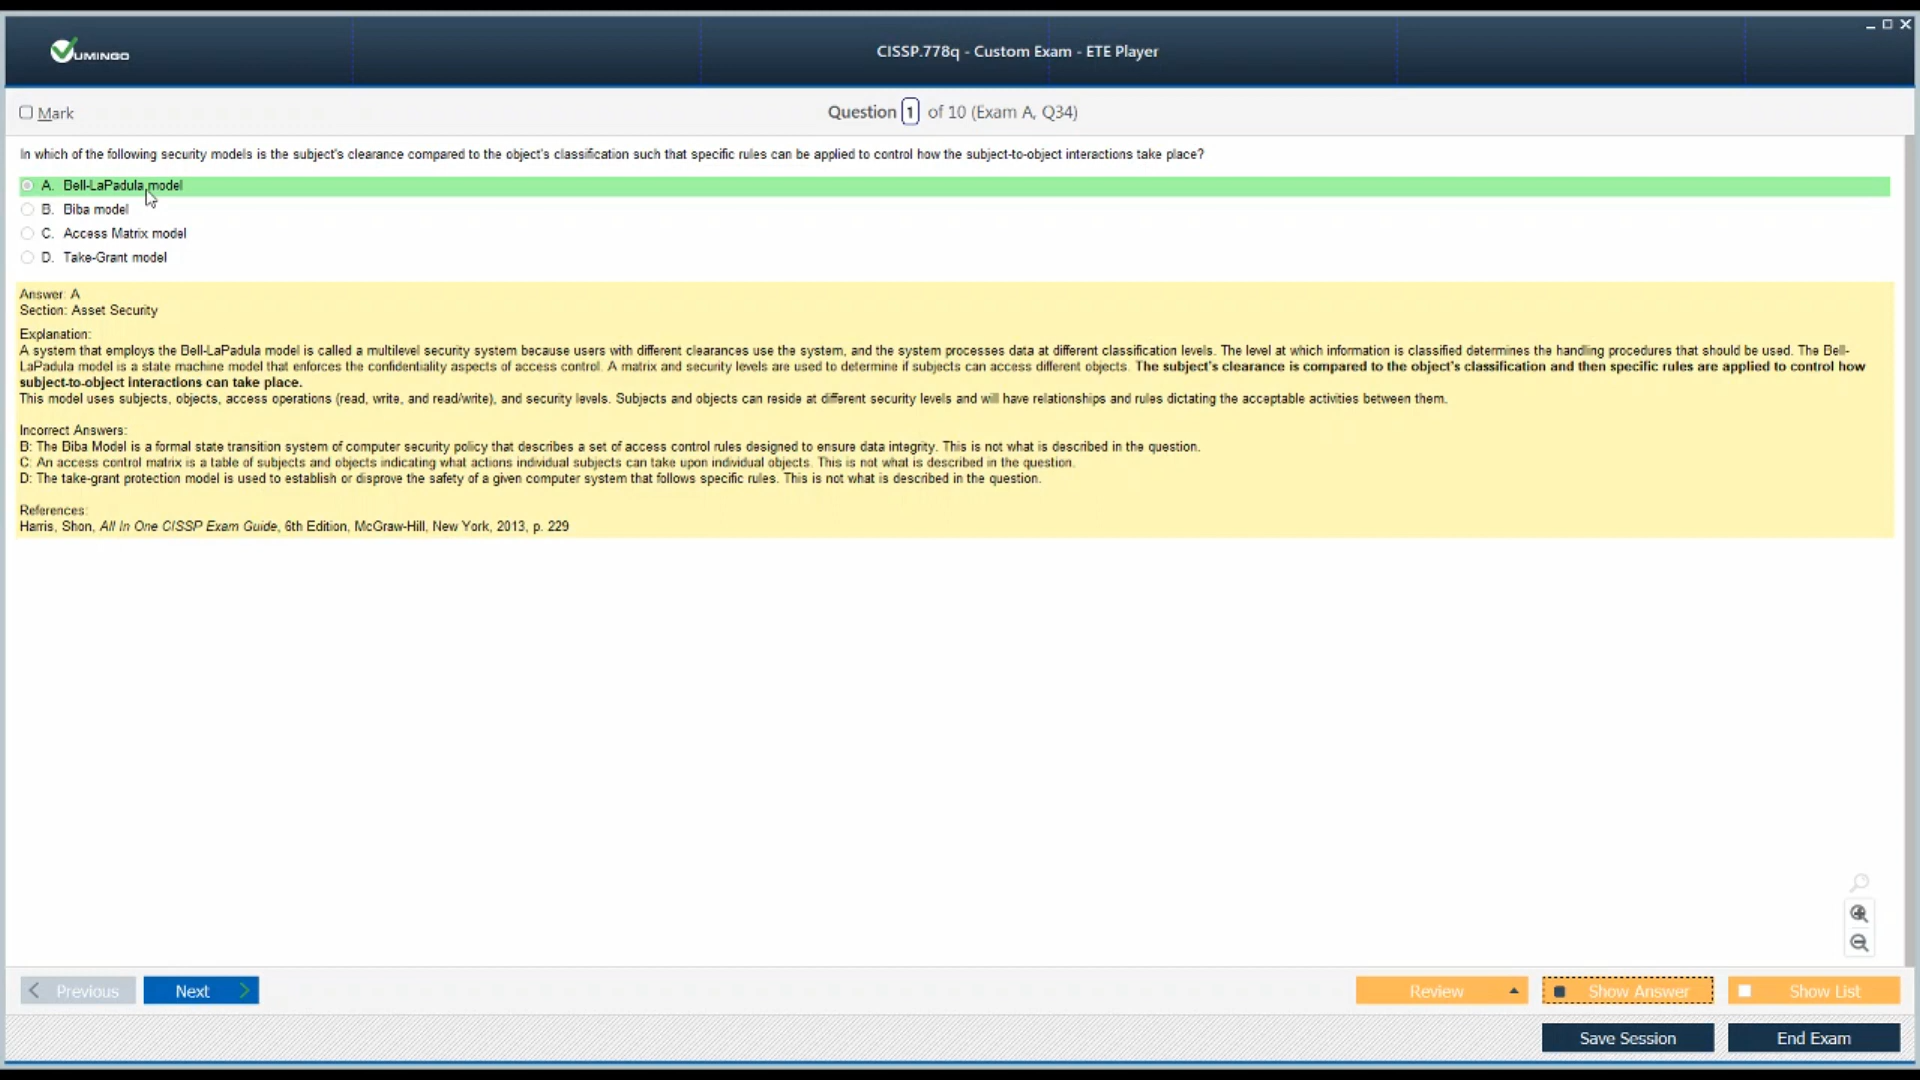 UMINGO
CISSP.778q - Custom Exam - ETE Player
Mark
Question 1 of 10 (Exam A, Q34)
In which of the following security models is the subject's clearance compared to the object's classification such that specific rules can be applied to control how the subject-to-object interactions take place?
A. Bell-LaPadula model
B. Biba model
C. Access Matrix model
D. Take-Grant model
Answer: A
Section: Asset Security
Explanation:
A system that employs the Bell-LaPadula model is called a multilevel security system because users with different clearances use the system, and the system processes data at different classification levels. The level at which information is classified determines the handling procedures that should be used. The Bell-
LaPadula model is a state machine model that enforces the confidentiality aspects of access control. A matrix and security levels are used to determine if subjects can access different objects. The subject's clearance is compared to the object's classification and then specific rules are applied to control how
subject-to-object interactions can take place.
This model uses subjects, objects, access operations (read, write, and read/write), and security levels. Subjects and objects can reside at different security levels and will have relationships and rules dictating the acceptable activities between them.
Incorrect Answers:
B: The Biba Model is a formal state transition system of computer security policy that describes a set of access control rules designed to ensure data integrity. This is not what is described in the question.
C: An access control matrix is a table of subjects and objects indicating what actions individual subjects can take upon individual objects. This is not what is described in the question.
D: The take-grant protection model is used to establish or disprove the safety of a given computer system that follows specific rules. This is not what is described in the question.
References:
Harris, Shon, All In One CISSP Exam Guide, 6th Edition, McGraw-Hill, New York, 2013, p. 229
Previous Next Review Show Answer Show List
Save Session End Exam